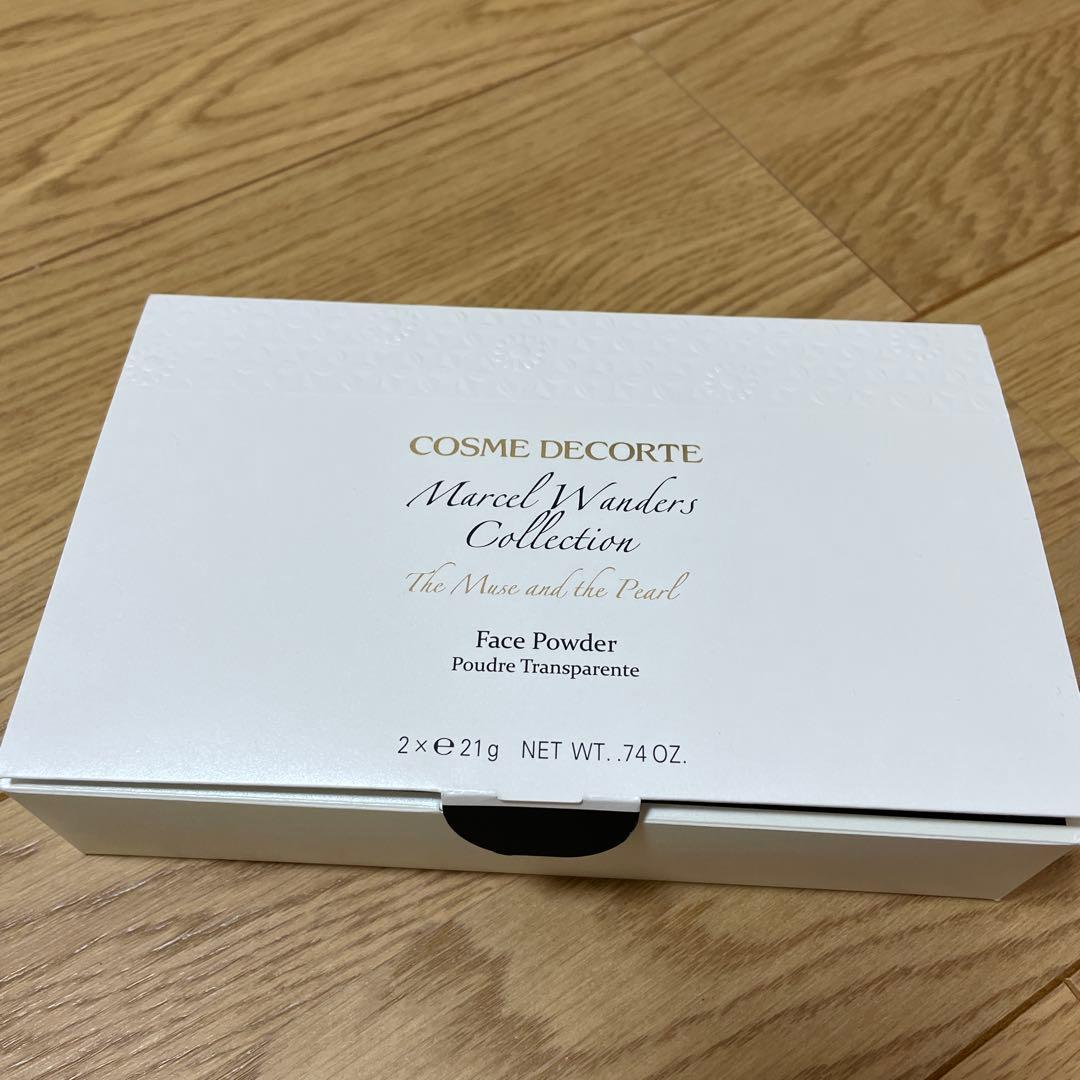 COSME DECORTE
Marcel Wanders
Collection
The Muse and the Pearl
Face Powder
Poudre Transparente
2×℮21g NET WT. .74 OZ.